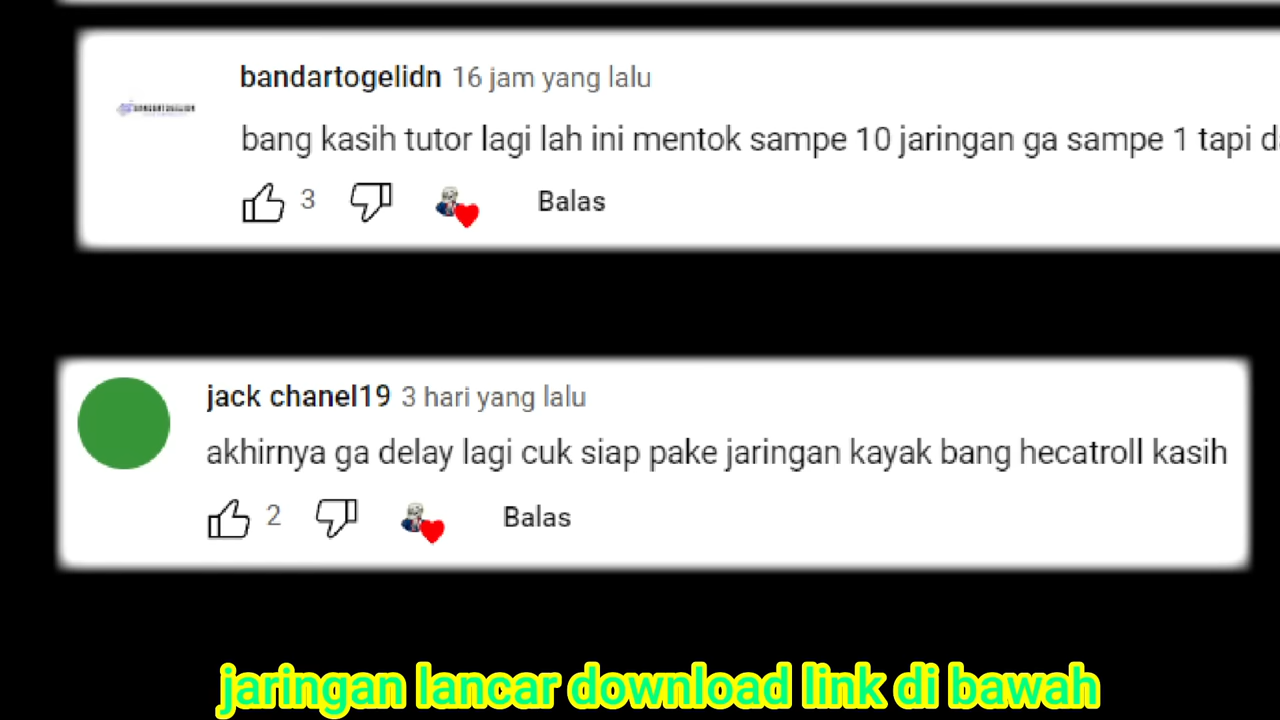 bandartogelidn 16 jam yang lalu
bang kasih tutor lagi lah ini mentok sampe 10 jaringan ga sampe 1 tapi
3 Balas
jack chanel19 3 hari yang lalu
akhirnya ga delay lagi cuk siap pake jaringan kayak bang hecatroll kasih
2 Balas
jaringan lancar download link di bawah